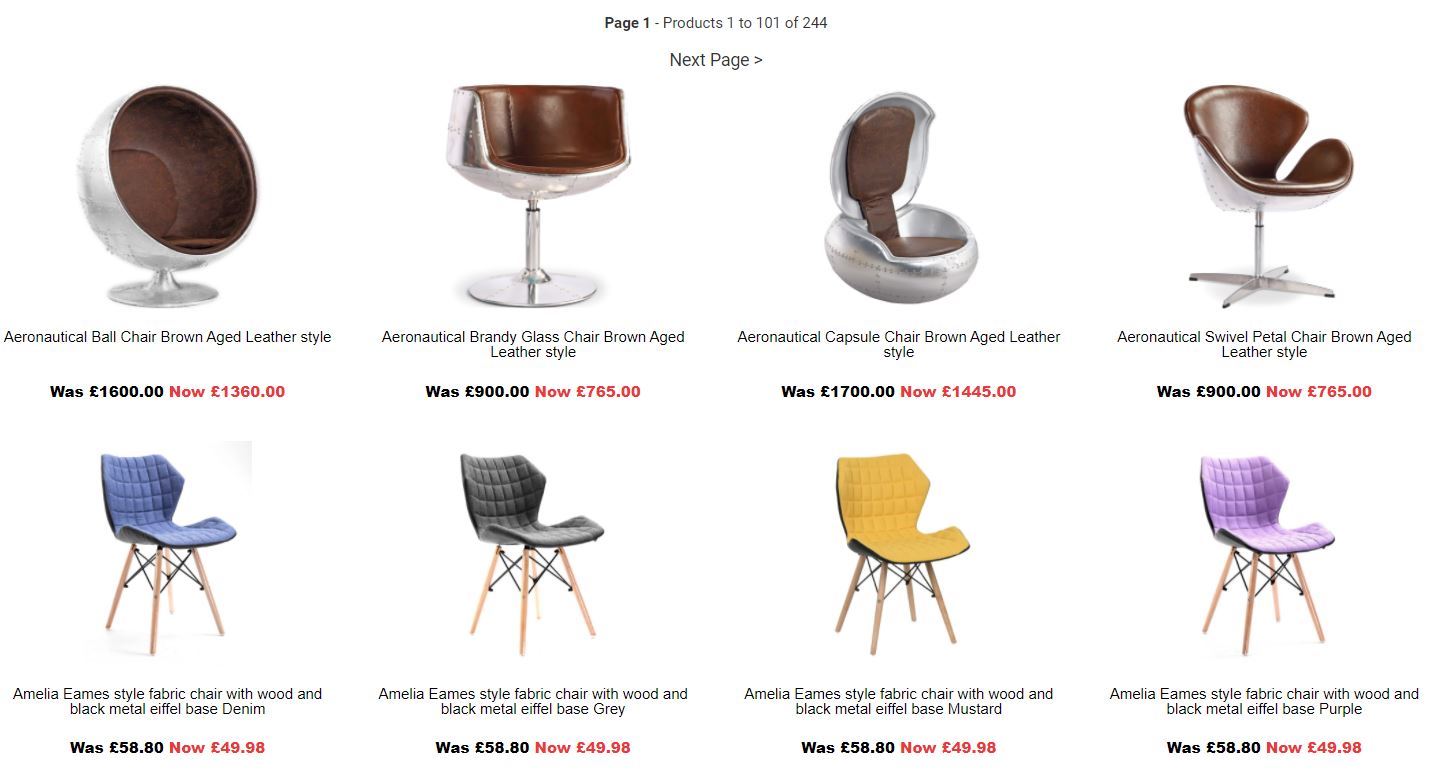 Page 1 - Products 1 to 101 of 244
Next Page >
Aeronautical Ball Chair Brown Aged Leather style
Was £1600.00 Now £1360.00
Aeronautical Brandy Glass Chair Brown Aged
Leather style
Was £900.00 Now £765.00
Aeronautical Capsule Chair Brown Aged Leather
style
Was £1700.00 Now £1445.00
Aeronautical Swivel Petal Chair Brown Aged
Leather style
Was £900.00 Now £765.00
Amelia Eames style fabric chair with wood and
black metal eiffel base Denim
Was £58.80 Now £49.98
Amelia Eames style fabric chair with wood and
black metal eiffel base Grey
Was £58.80 Now £49.98
Amelia Eames style fabric chair with wood and
black metal eiffel base Mustard
Was £58.80 Now £49.98
Amelia Eames style fabric chair with wood and
black metal eiffel base Purple
Was £58.80 Now £49.98